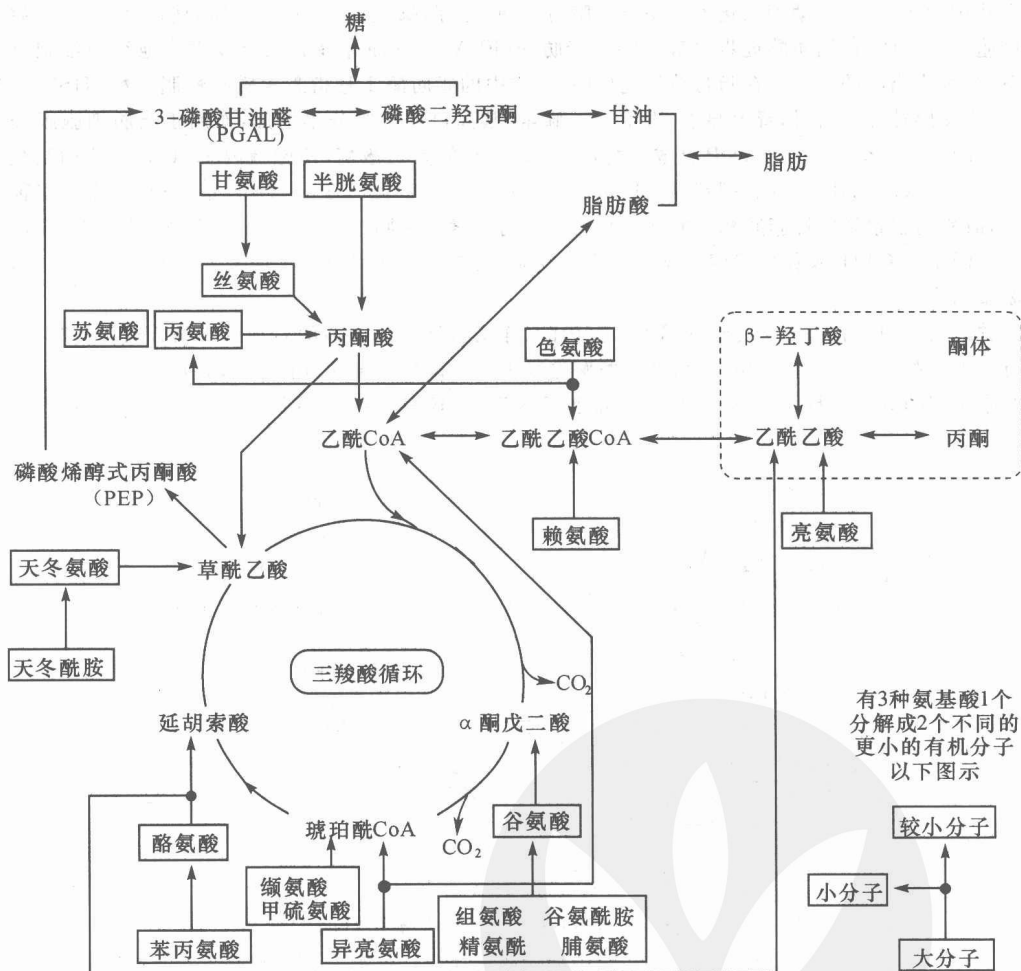 糖
3-磷酸甘油醛
(PGAL)
磷酸二羟丙酮
甘油
脂肪
甘氨酸
半胱氨酸
脂肪酸
丝氨酸
苏氨酸
丙氨酸
丙酮酸
色氨酸
β-羟丁酸
酮体
乙酰CoA
乙酰乙酸CoA
乙酰乙酸
丙酮
磷酸烯醇式丙酮酸
(PEP)
赖氨酸
亮氨酸
天冬氨酸
草酰乙酸
天冬酰胺
三羧酸循环
CO2
延胡索酸
α酮戊二酸
有3种氨基酸1个
分解成2个不同的
更小的有机分子
以下图示
琥珀酰CoA
CO2
谷氨酸
较小分子
酪氨酸
缬氨酸
甲硫氨酸
小分子
组氨酸 谷氨酰胺
精氨酰 脯氨酸
苯丙氨酸
异亮氨酸
大分子